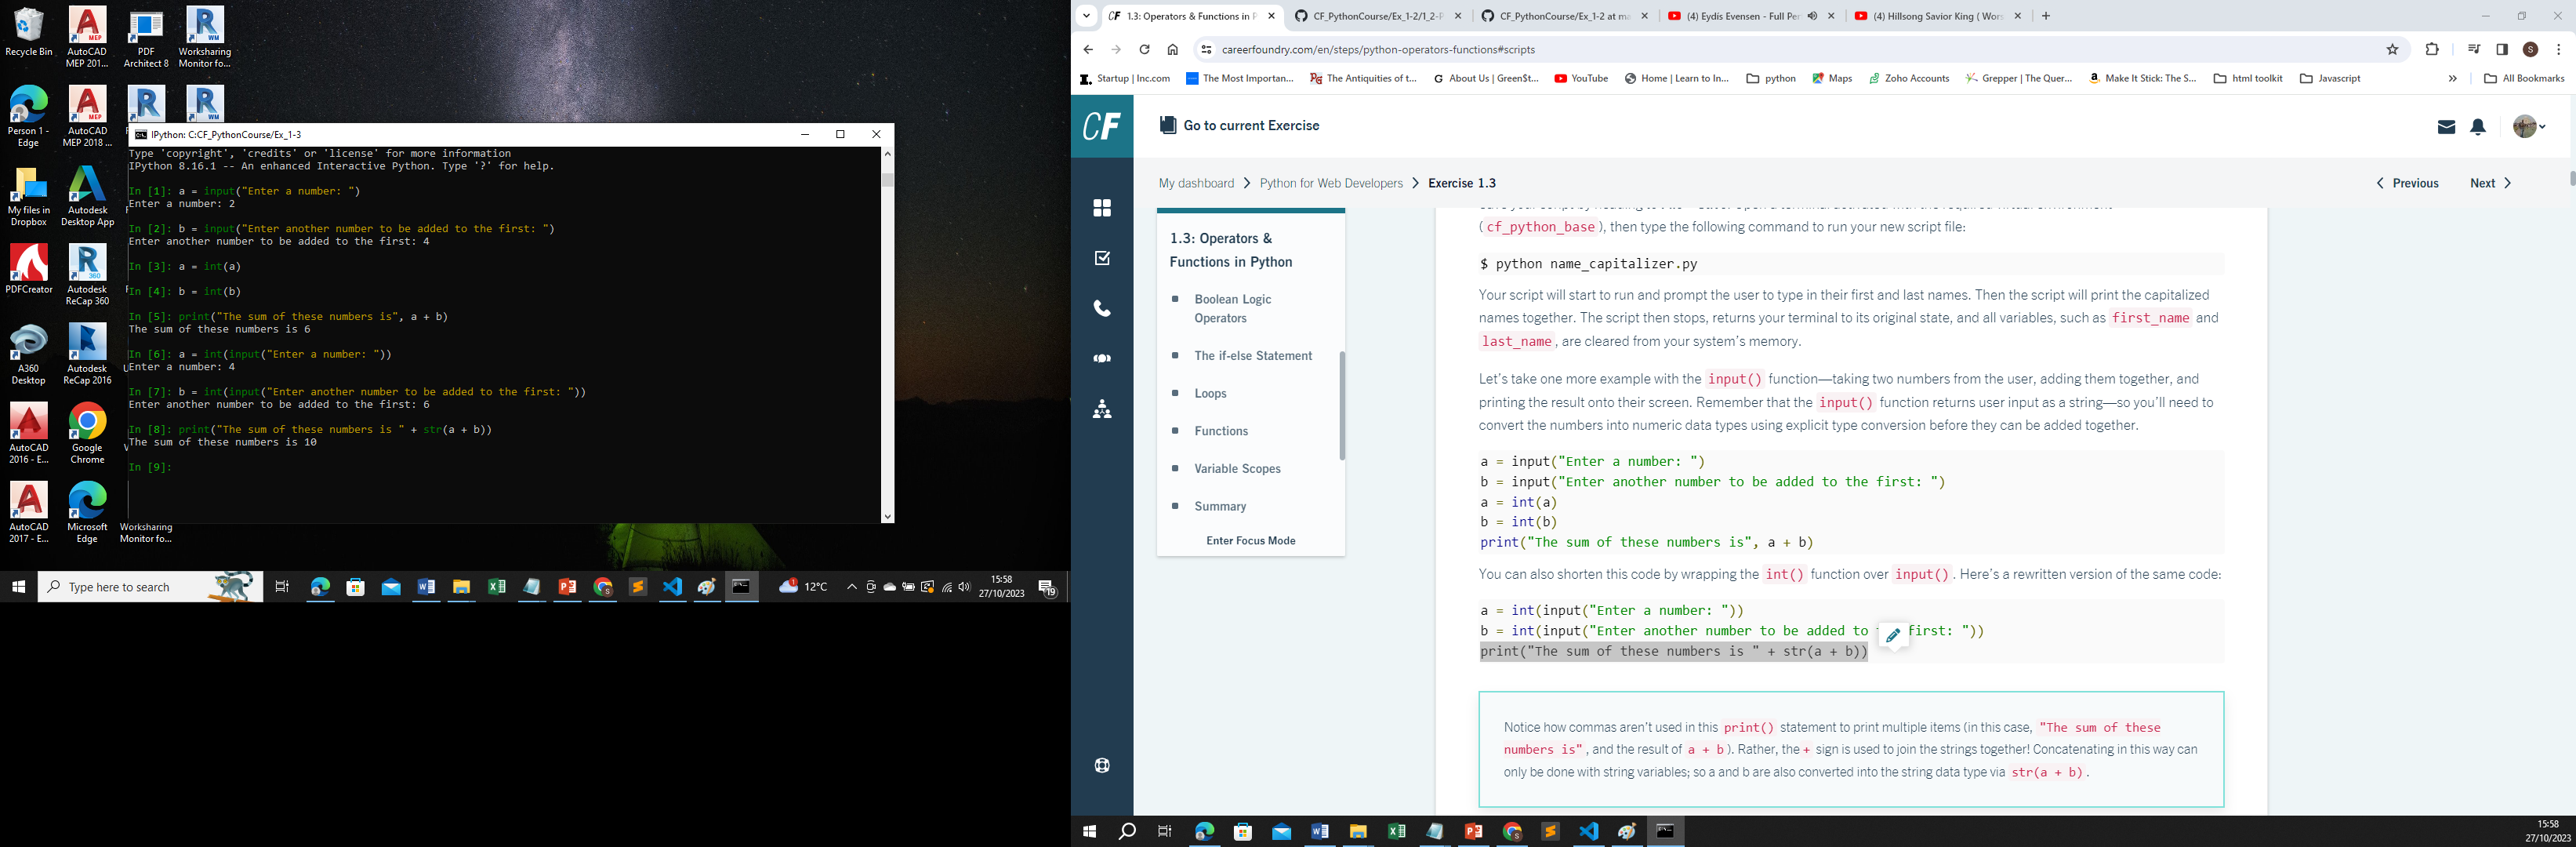 Recycle Bin
AutoCAD MEP 201...
PDF Architect 8
Worksharing Monitor fo...
Person 1 - Edge
AutoCAD MEP 2018 ...
My files in Dropbox
Autodesk Desktop App
PDFCreator
Autodesk ReCap 360
A360 Desktop
Autodesk ReCap 2016
AutoCAD 2016 - E...
Google Chrome
AutoCAD 2017 - E...
Microsoft Edge
Worksharing Monitor fo...
IPython: C:CF_PythonCourse/Ex_1-3
Type 'copyright', 'credits' or 'license' for more information
IPython 8.16.1 -- An enhanced Interactive Python. Type '?' for help.
In [1]: a = input("Enter a number: ")
Enter a number: 2
In [2]: b = input("Enter another number to be added to the first: ")
Enter another number to be added to the first: 4
In [3]: a = int(a)
In [4]: b = int(b)
In [5]: print("The sum of these numbers is", a + b)
The sum of these numbers is 6
In [6]: a = int(input("Enter a number: "))
Enter a number: 4
In [7]: b = int(input("Enter another number to be added to the first: "))
Enter another number to be added to the first: 6
In [8]: print("The sum of these numbers is " + str(a + b))
The sum of these numbers is 10
In [9]:
Type here to search
12°C
15:58
27/10/2023
19
1.3: Operators & Functions in P
CF_PythonCourse/Ex_1-2/1_2-P
CF_PythonCourse/Ex_1-2 at ma
(4) Eydís Evensen - Full Per
(4) Hillsong Savior King ( Wors
careerfoundry.com/en/steps/python-operators-functions#scripts
Startup | Inc.com
The Most Importan...
The Antiquities of t...
About Us | Green$t...
YouTube
Home | Learn to In...
python
Maps
Zoho Accounts
Grepper | The Quer...
Make It Stick: The S...
html toolkit
Javascript
All Bookmarks
CF
Go to current Exercise
My dashboard > Python for Web Developers > Exercise 1.3
Previous
Next
1.3: Operators &
Functions in Python
Boolean Logic
Operators
The if-else Statement
Loops
Functions
Variable Scopes
Summary
Enter Focus Mode
(cf_python_base), then type the following command to run your new script file:
$ python name_capitalizer.py
Your script will start to run and prompt the user to type in their first and last names. Then the script will print the capitalized
names together. The script then stops, returns your terminal to its original state, and all variables, such as first_name and
last_name, are cleared from your system's memory.
Let's take one more example with the input() function—taking two numbers from the user, adding them together, and
printing the result onto their screen. Remember that the input() function returns user input as a string—so you'll need to
convert the numbers into numeric data types using explicit type conversion before they can be added together.
a = input("Enter a number: ")
b = input("Enter another number to be added to the first: ")
a = int(a)
b = int(b)
print("The sum of these numbers is", a + b)
You can also shorten this code by wrapping the int() function over input(). Here's a rewritten version of the same code:
a = int(input("Enter a number: "))
b = int(input("Enter another number to be added to first: "))
print("The sum of these numbers is " + str(a + b))
Notice how commas aren't used in this print() statement to print multiple items (in this case, "The sum of these
numbers is", and the result of a + b). Rather, the + sign is used to join the strings together! Concatenating in this way can
only be done with string variables; so a and b are also converted into the string data type via str(a + b).
15:58
27/10/2023